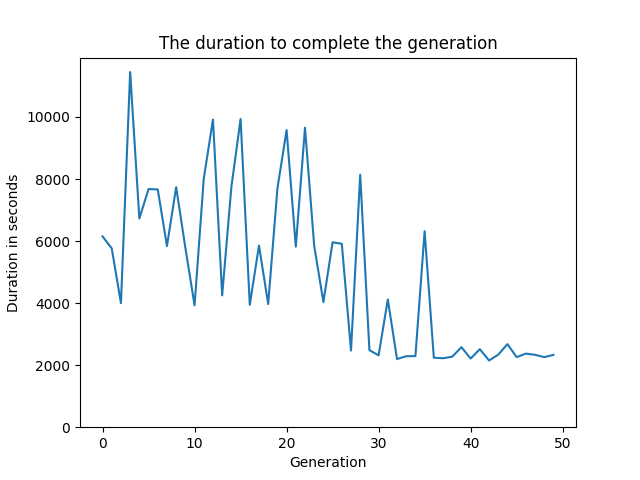 The duration to complete the generation
10000
8000
6000
4000
2000
0
Duration in seconds
0 10 20 30 40 50
Generation